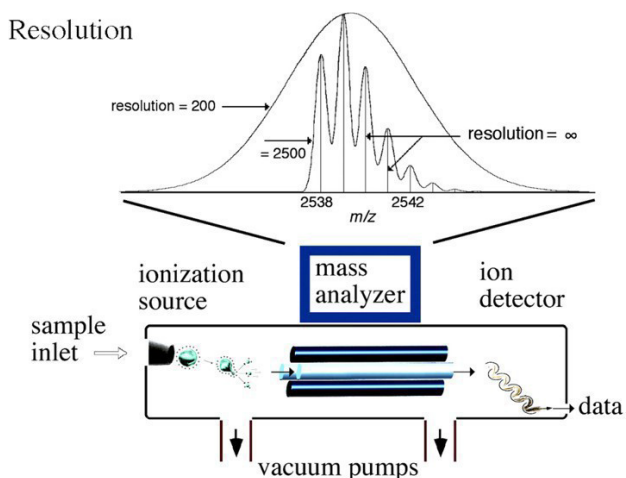 Resolution
resolution = 200
= 2500
resolution = ∞
2538
2542
m/z
ionization
source
mass
analyzer
ion
detector
sample
inlet
data
vacuum pumps